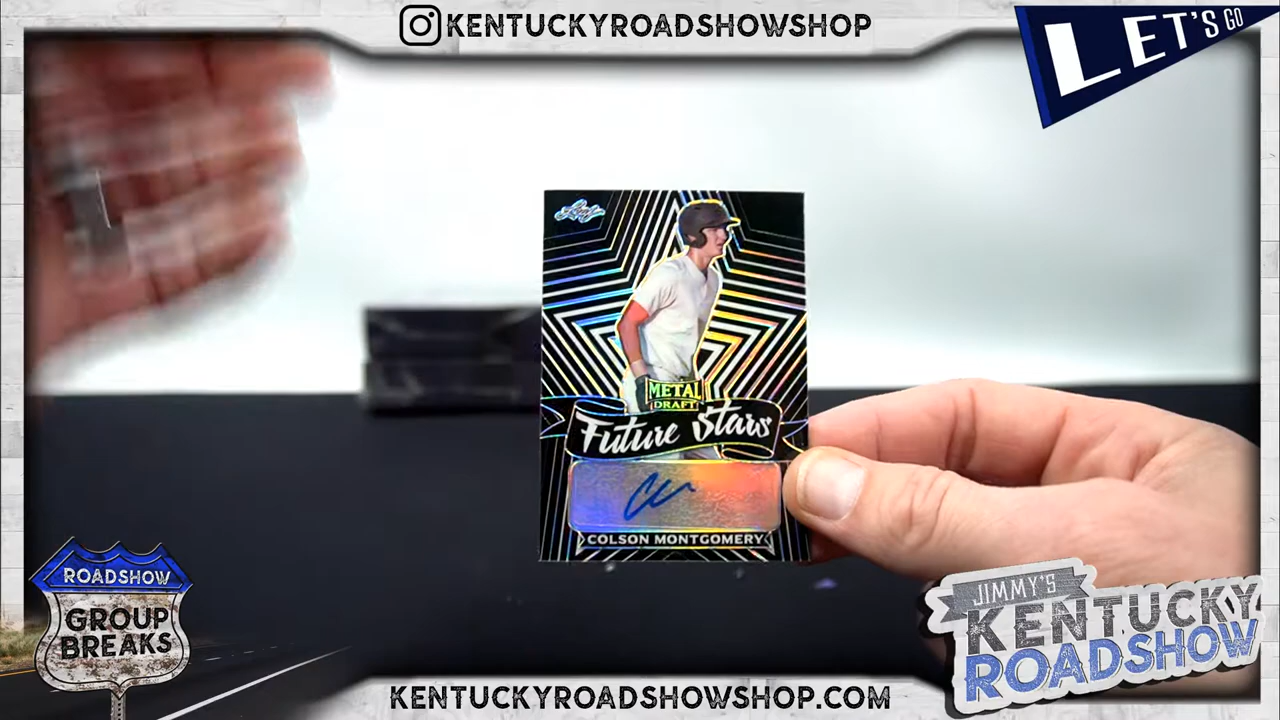 KENTUCKYROADSHOWSHOP
LET'S GO
Leaf
METAL
DRAFT
Future Stars
COLSON MONTGOMERY
ROADSHOW
GROUP
BREAKS
JIMMY'S
KENTUCKY
ROADSHOW
KENTUCKYROADSHOWSHOP.COM